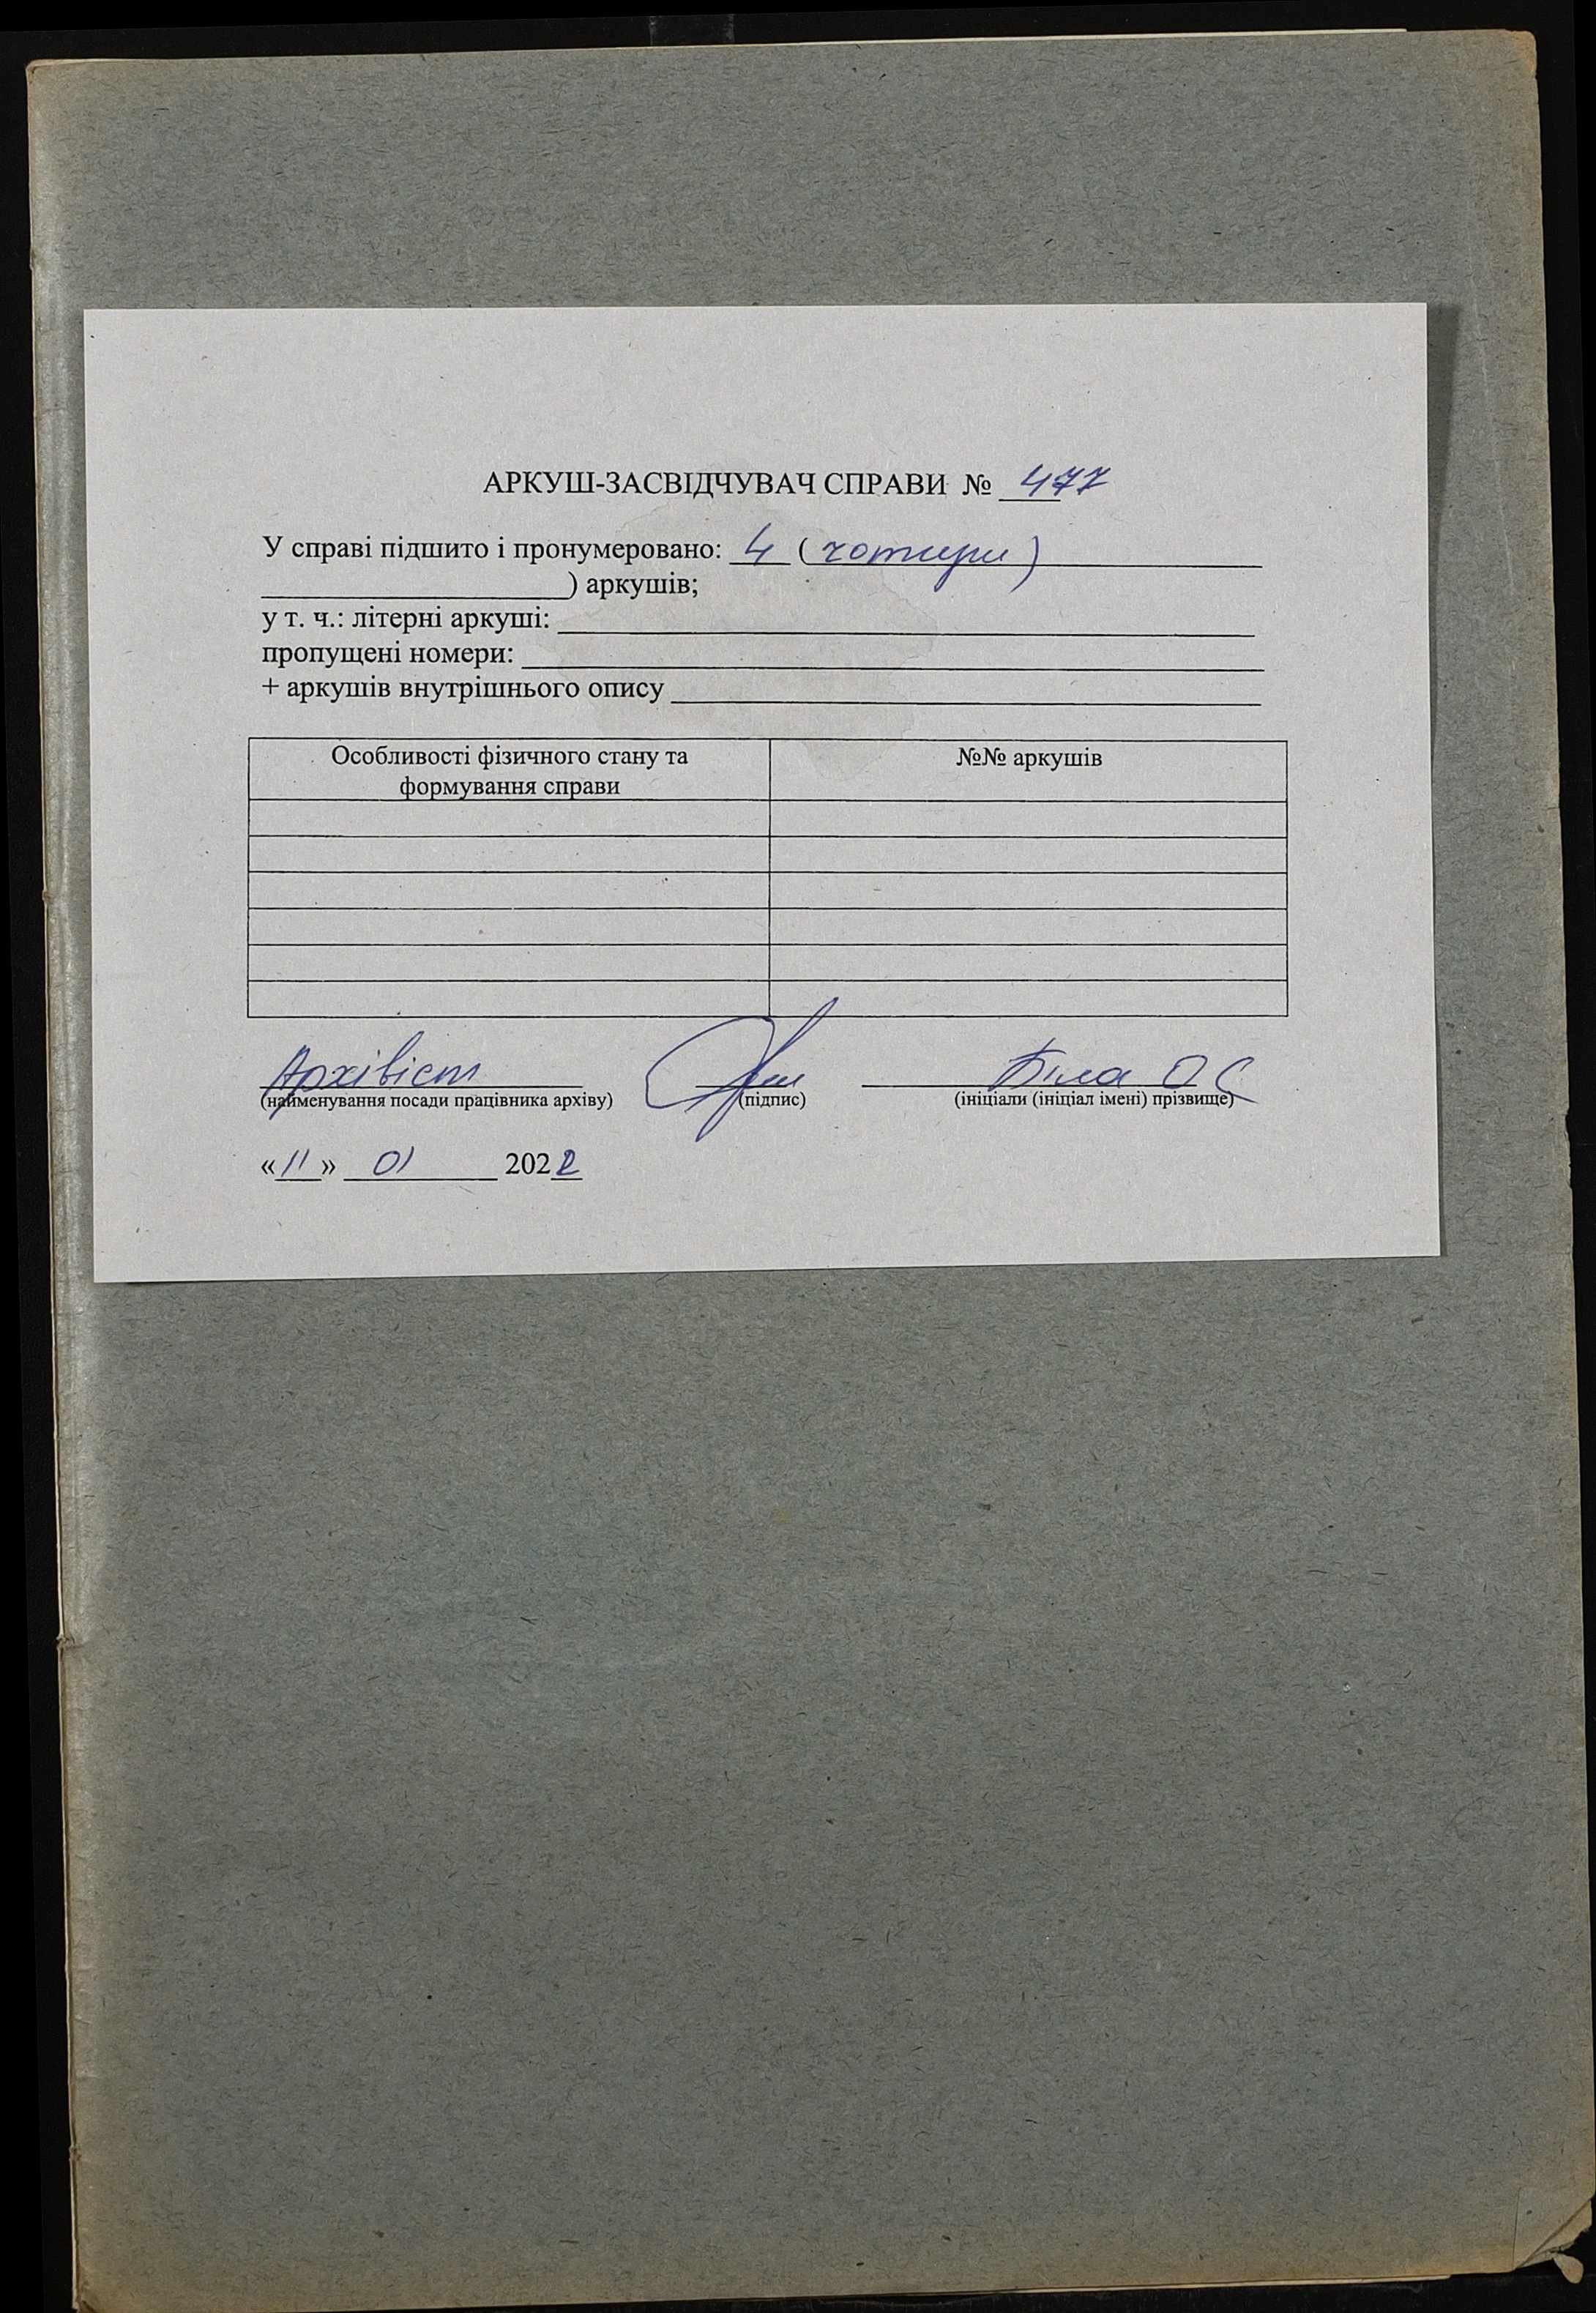 АРКУШ-ЗАСВІДЧУВАЧ СПРАВИ № 477
У справі підшито і пронумеровано: 4 ( чотири )
) аркушів;
у т. ч.: літерні аркуші:
пропущені номери:
+ аркушів внутрішнього опису
Особливості фізичного стану та №№ аркушів
формування справи
Архівіст Біла О С
(найменування посади працівника архіву) (підпис) (ініціали (ініціал імені) прізвище)
« 11 » 01 2022